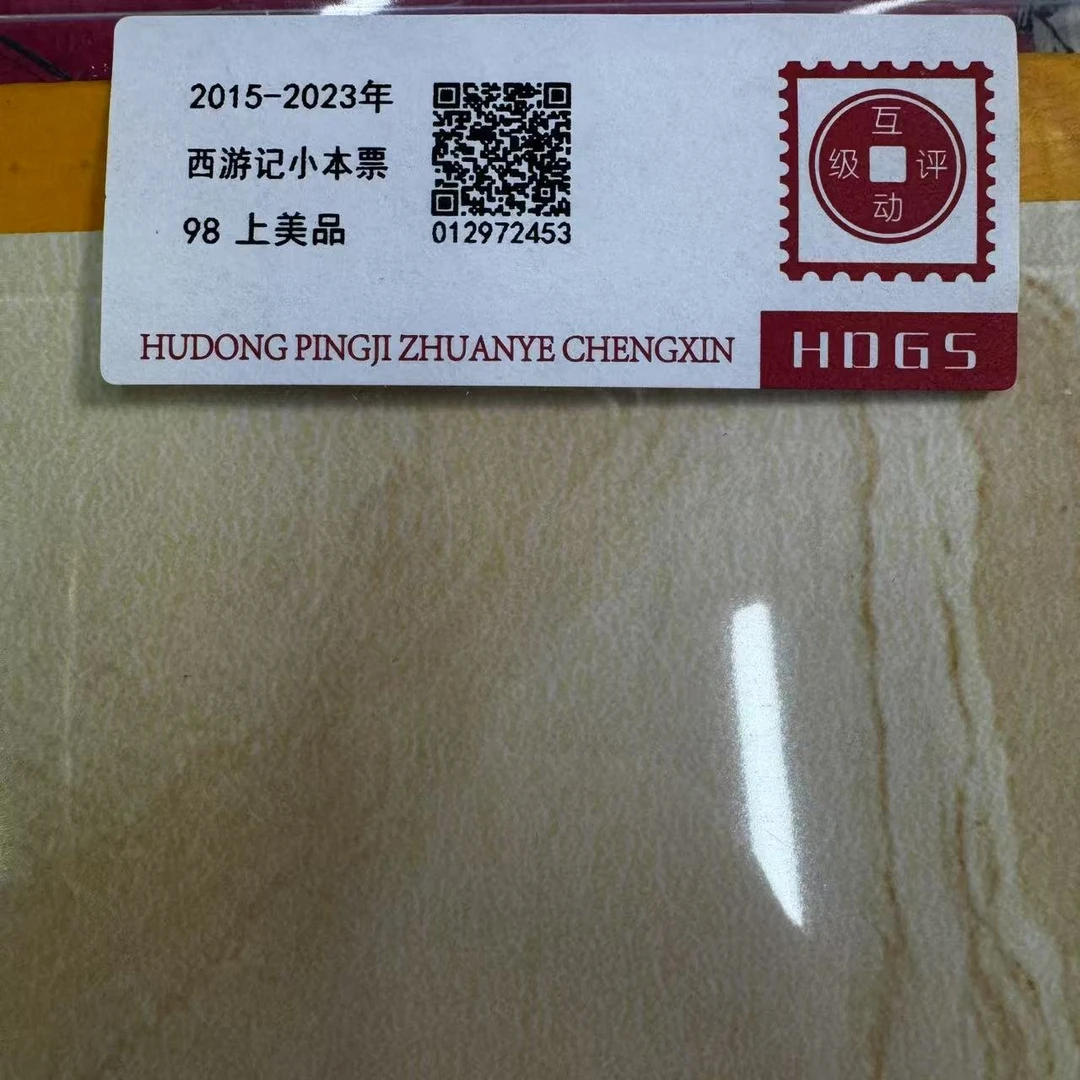 2015-2023年
西游记小本票
98 上美品
012972453
互动评级
HUDONG PINGJI ZHUANYE CHENGXIN
HDGS